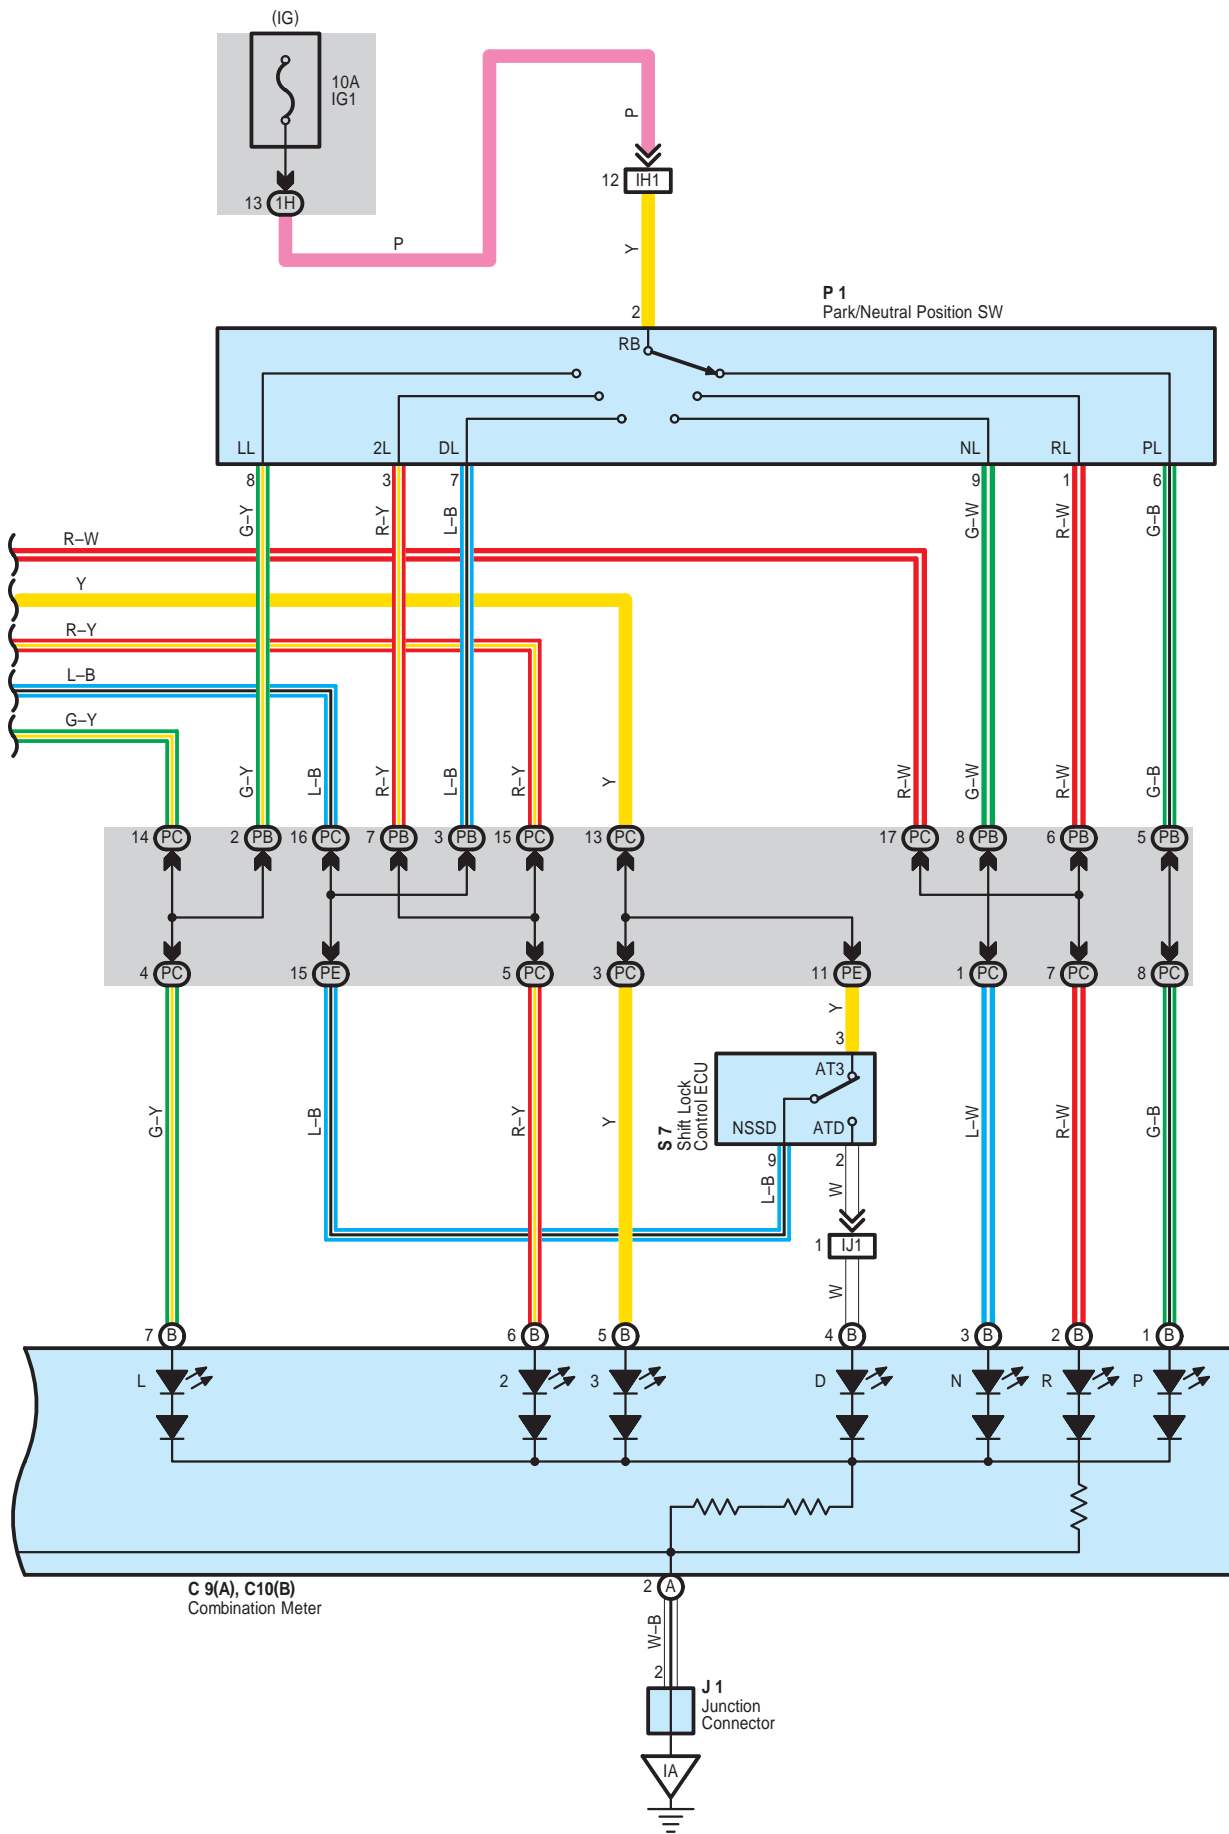 (IG)
10A
IG1
13 1H
P
P
12 IH1
Y
P 1
Park/Neutral Position SW
2
RB
LL 2L DL NL RL PL
8 3 7 9 1 6
G–Y R–Y L–B G–W R–W G–B
R–W
Y
R–Y
L–B
G–Y
G–Y L–B R–Y L–B R–Y Y R–W G–W R–W G–B
14 PC 2 PB 16 PC 7 PB 3 PB 15 PC 13 PC 17 PC 8 PB 6 PB 5 PB
4 PC 15 PE 5 PC 3 PC 11 PE 1 PC 7 PC 8 PC
Y
3
AT3
NSSD ATD
S 7
Shift Lock
Control ECU
G–Y L–B R–Y Y L–W R–W G–B
9 2
L–B W
1 IJ1
W
7 B 6 B 5 B 4 B 3 B 2 B 1 B
L 2 3 D N R P
C 9(A), C10(B)
Combination Meter
2 A
W–B
2
J 1
Junction
Connector
IA